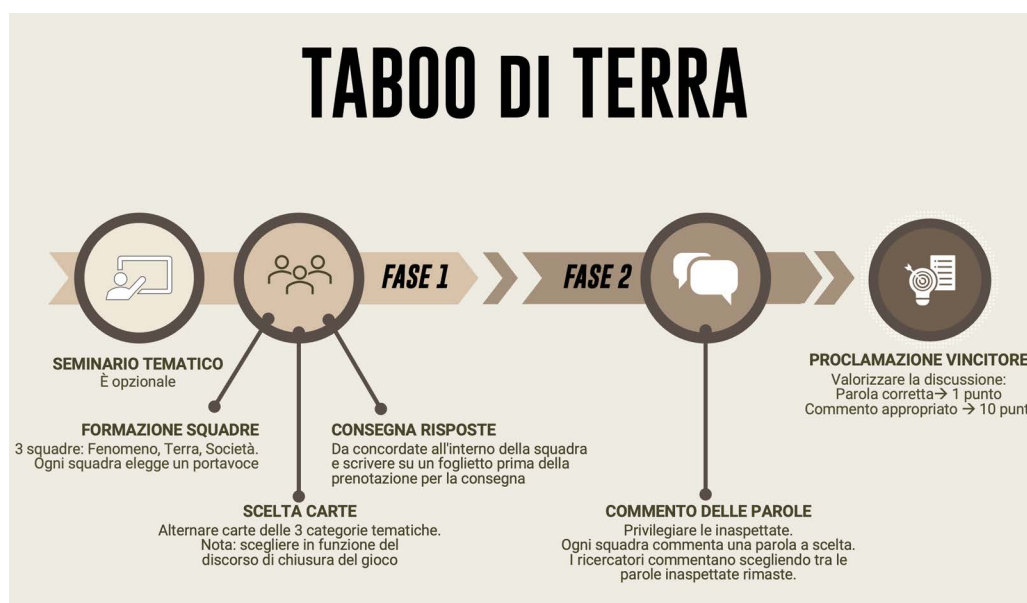 TABOO DI TERRA
FASE 1
FASE 2
SEMINARIO TEMATICO
È opzionale
FORMAZIONE SQUADRE
3 squadre: Fenomeno, Terra, Società.
Ogni squadra elegge un portavoce
SCELTA CARTE
Alternare carte delle 3 categorie tematiche.
Nota: scegliere in funzione del
discorso di chiusura del gioco
CONSEGNA RISPOSTE
Da concordate all'interno della squadra
e scrivere su un foglietto prima della
prenotazione per la consegna
COMMENTO DELLE PAROLE
Privilegiare le inaspettate.
Ogni squadra commenta una parola a scelta.
I ricercatori commentano scegliendo tra le
parole inaspettate rimaste.
PROCLAMAZIONE VINCITORE
Valorizzare la discussione:
Parola corretta→ 1 punto
Commento appropriato → 10 punt